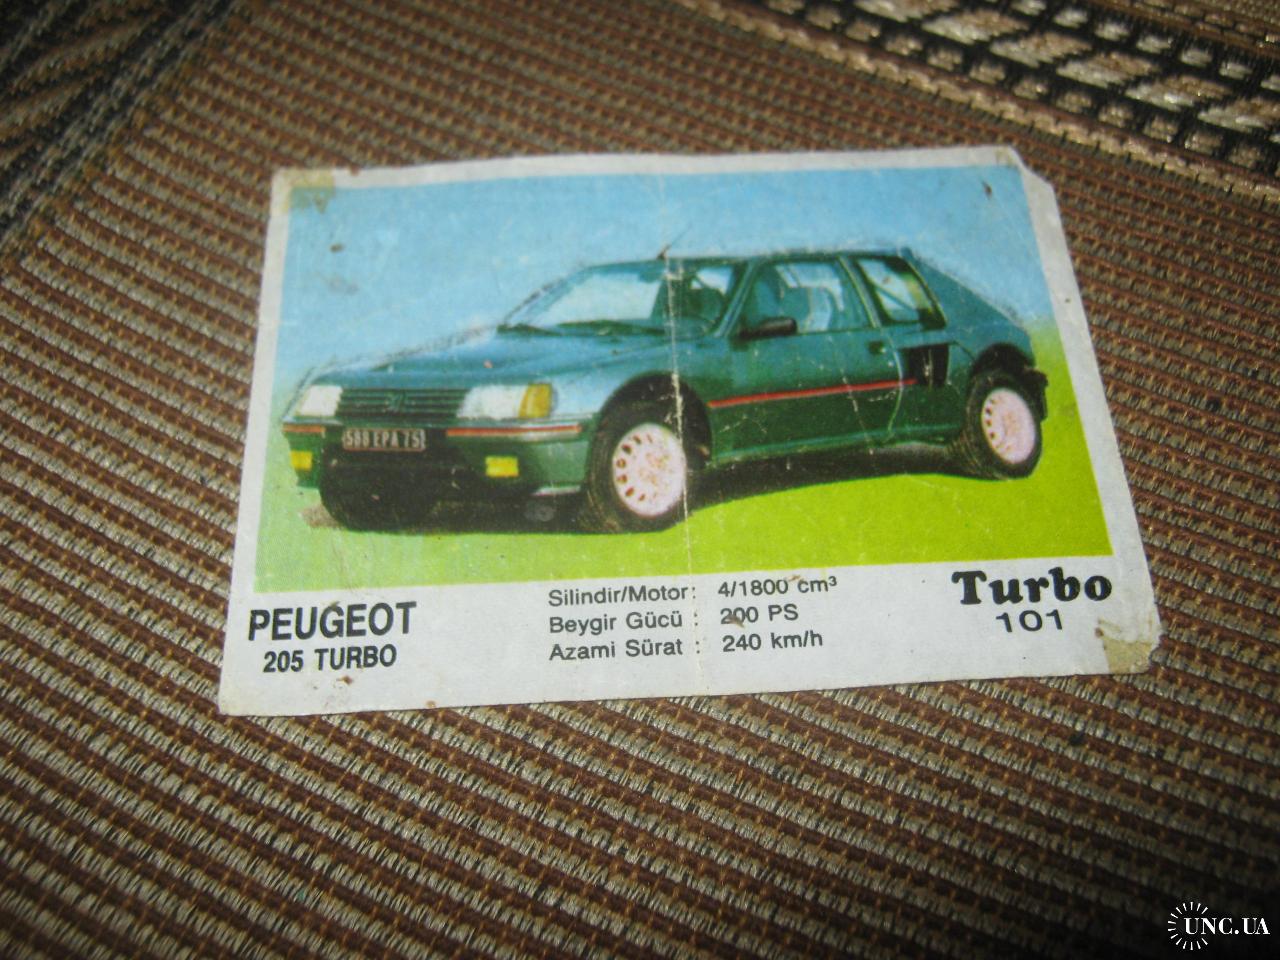 588 EPA 75
PEUGEOT
205 TURBO
Silindir/Motor: 4/1800 cm³
Beygir Gücü : 200 PS
Azami Sürat : 240 km/h
Turbo
101
UNC.UA